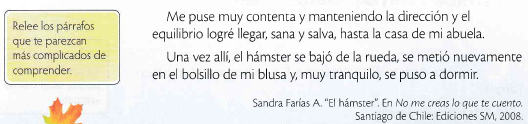 Relee los párrafos
que te parezcan
más complicados de
comprender.
Me puse muy contenta y manteniendo la dirección y el
equilibrio logré llegar, sana y salva, hasta la casa de mi abuela.
Una vez allí, el hámster se bajó de la rueda, se metió nuevamente
en el bolsillo de mi blusa y, muy tranquilo, se puso a dormir.
Sandra Farías A. "El hámster". En No me creas lo que te cuento.
Santiago de Chile: Ediciones SM, 2008.